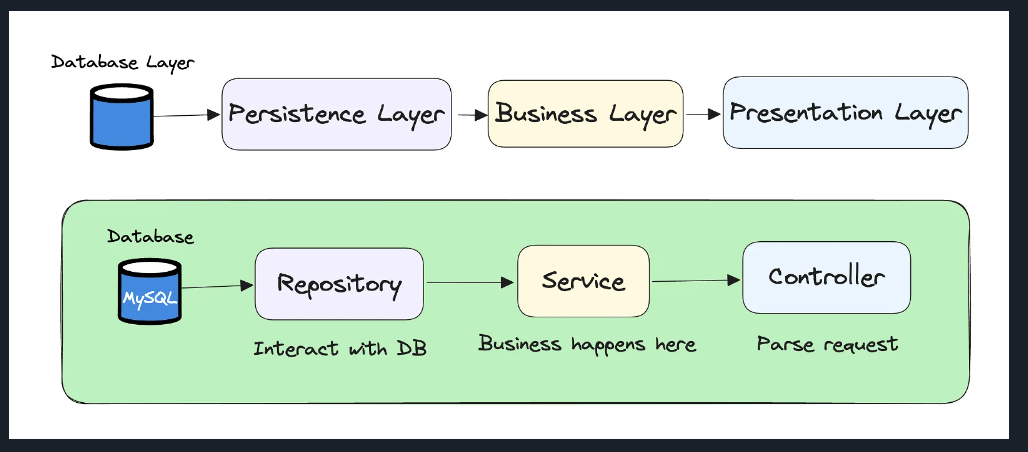 Database Layer
Persistence Layer
Business Layer
Presentation Layer
Database
MySQL
Repository
Service
Controller
Interact with DB
Business happens here
Parse request